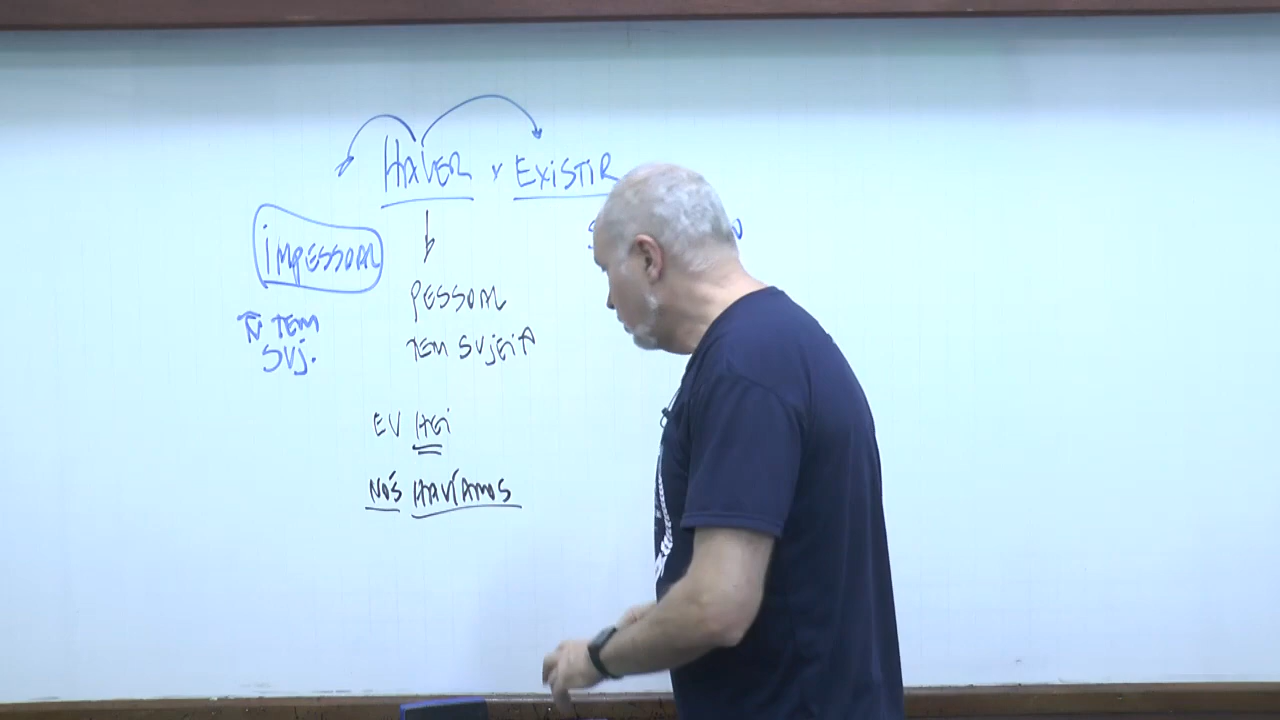 HAVER x EXISTIR
IMPESSOAL
Ñ TEM
SUJ.
PESSOAL
TEM SUJEITO
EU HEI
NÓS HAVÍAMOS